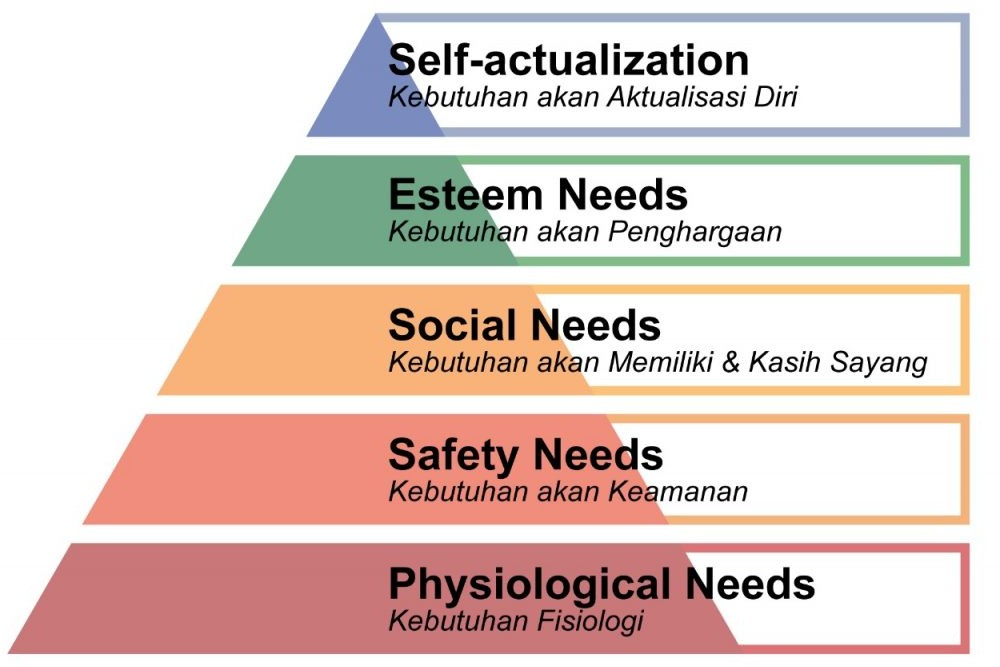 Self-actualization
Kebutuhan akan Aktualisasi Diri
Esteem Needs
Kebutuhan akan Penghargaan
Social Needs
Kebutuhan akan Memiliki & Kasih Sayang
Safety Needs
Kebutuhan akan Keamanan
Physiological Needs
Kebutuhan Fisiologi